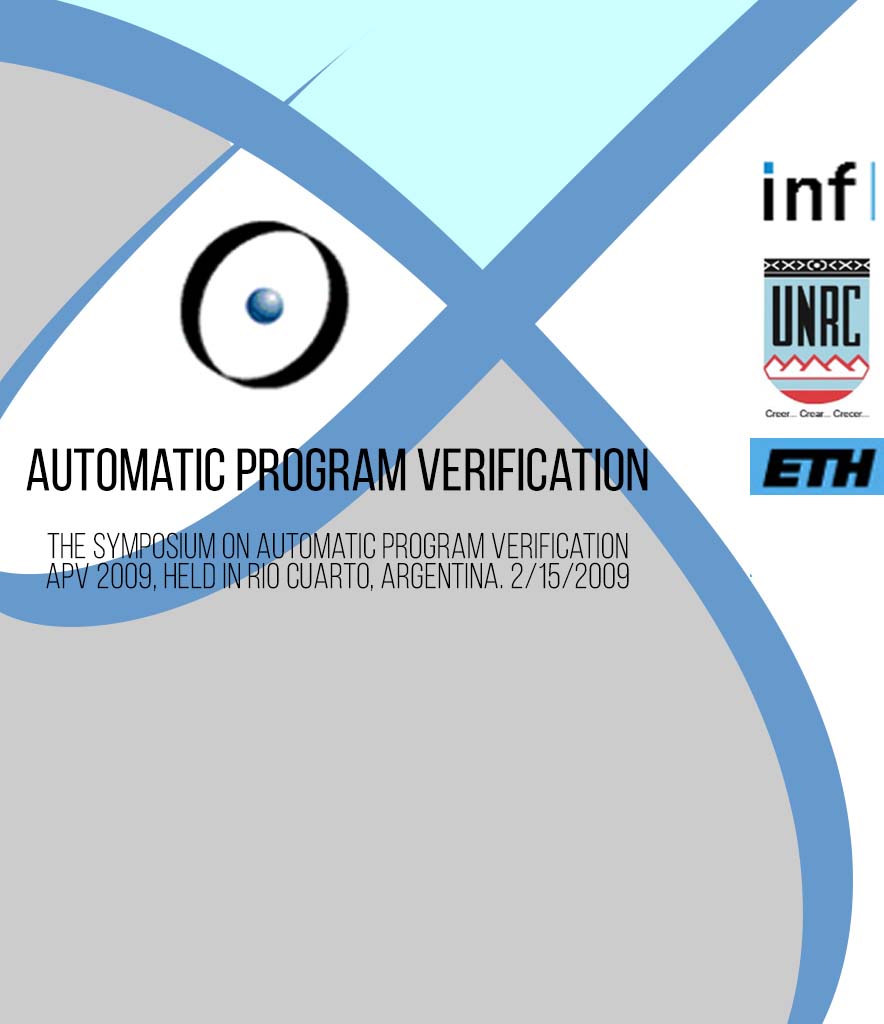 inf
UNRC
Creer... Crear... Crecer...
ETH
AUTOMATIC PROGRAM VERIFICATION
THE SYMPOSIUM ON AUTOMATIC PROGRAM VERIFICATION
APV 2009, HELD IN RIO CUARTO, ARGENTINA. 2/15/2009